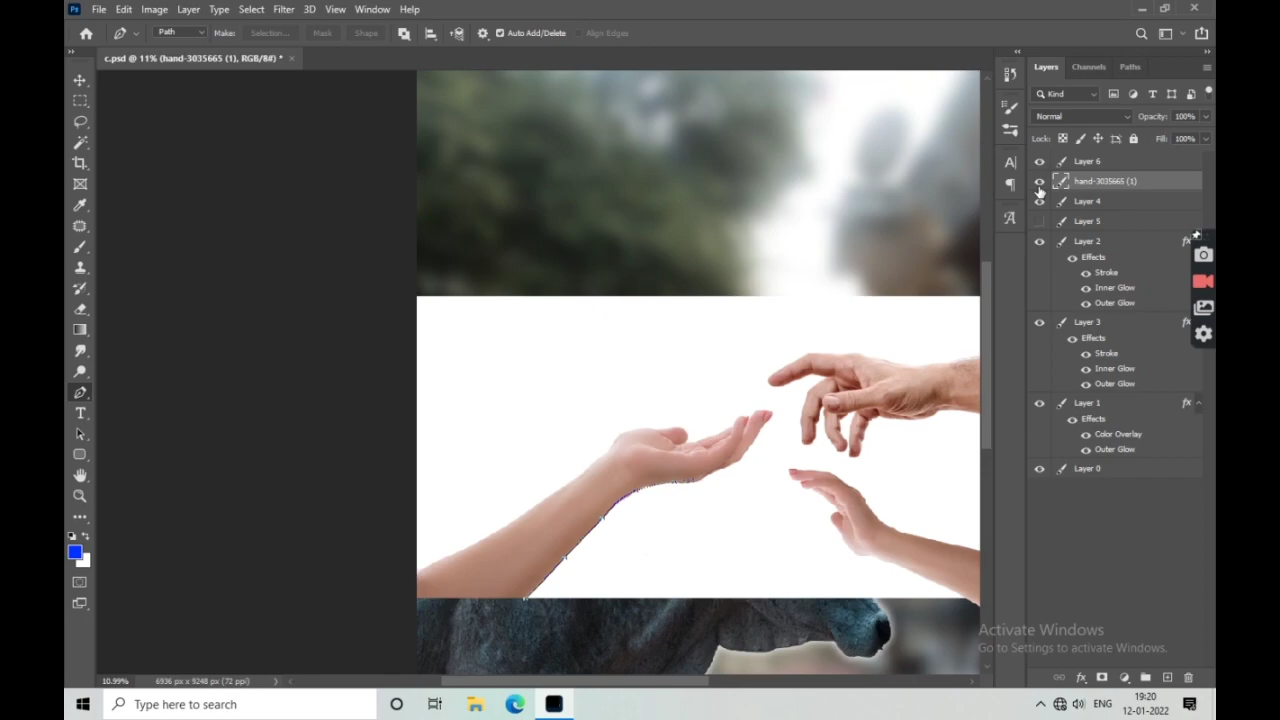 Ps File Edit Image Layer Type Select Filter 3D View Window Help
Path Make: Selection... Mask Shape Auto Add/Delete Align Edges
c.psd @ 11% (hand-3035665 (1), RGB/8#) * ×
Layers Channels Paths
Kind
Normal Opacity: 100%
Lock: Fill: 100%
Layer 6
hand-3035665 (1)
Layer 4
Layer 5
Layer 2 fx
Effects
Stroke
Inner Glow
Outer Glow
Layer 3 fx
Effects
Stroke
Inner Glow
Outer Glow
Layer 1 fx
Effects
Color Overlay
Outer Glow
Layer 0
Activate Windows
Go to Settings to activate Windows.
10.99% 6936 px x 9248 px (72 ppi)
Type here to search
ENG
19:20
12-01-2022